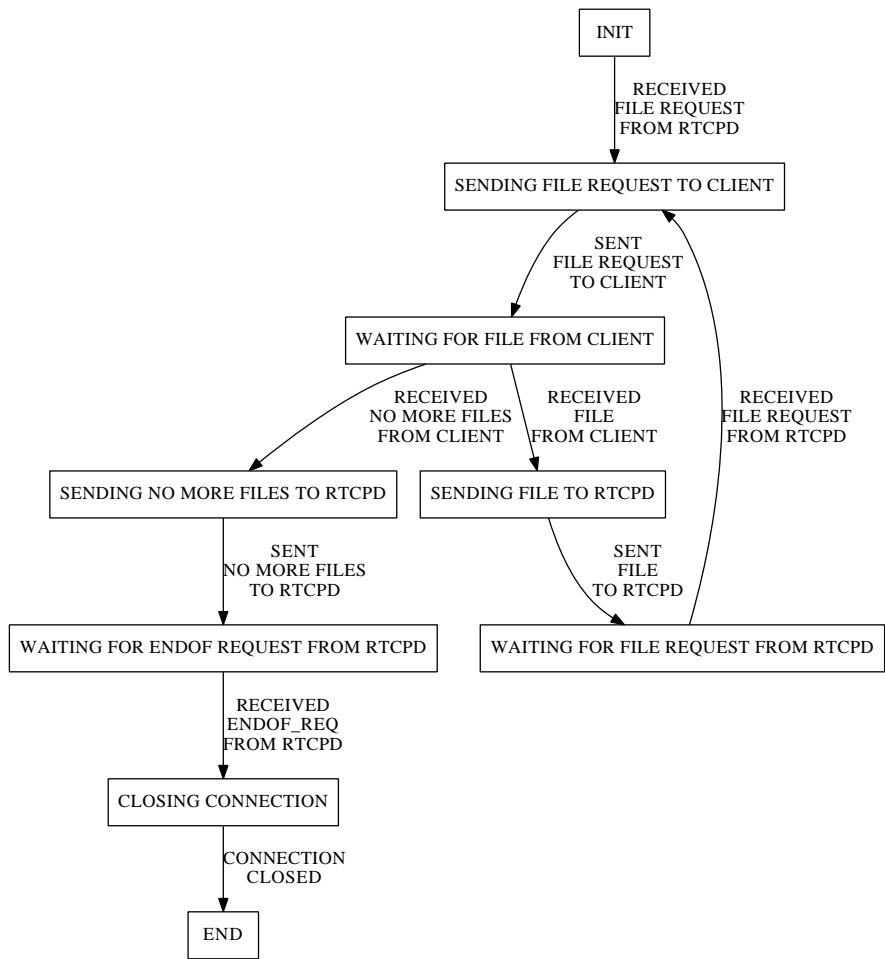 INIT
RECEIVED
FILE REQUEST
FROM RTCPD
SENDING FILE REQUEST TO CLIENT
SENT
FILE REQUEST
TO CLIENT
WAITING FOR FILE FROM CLIENT
RECEIVED
NO MORE FILES
FROM CLIENT
RECEIVED
FILE
FROM CLIENT
RECEIVED
FILE REQUEST
FROM RTCPD
SENDING NO MORE FILES TO RTCPD
SENDING FILE TO RTCPD
SENT
NO MORE FILES
TO RTCPD
SENT
FILE
TO RTCPD
WAITING FOR ENDOF REQUEST FROM RTCPD
WAITING FOR FILE REQUEST FROM RTCPD
RECEIVED
ENDOF_REQ
FROM RTCPD
CLOSING CONNECTION
CONNECTION
CLOSED
END